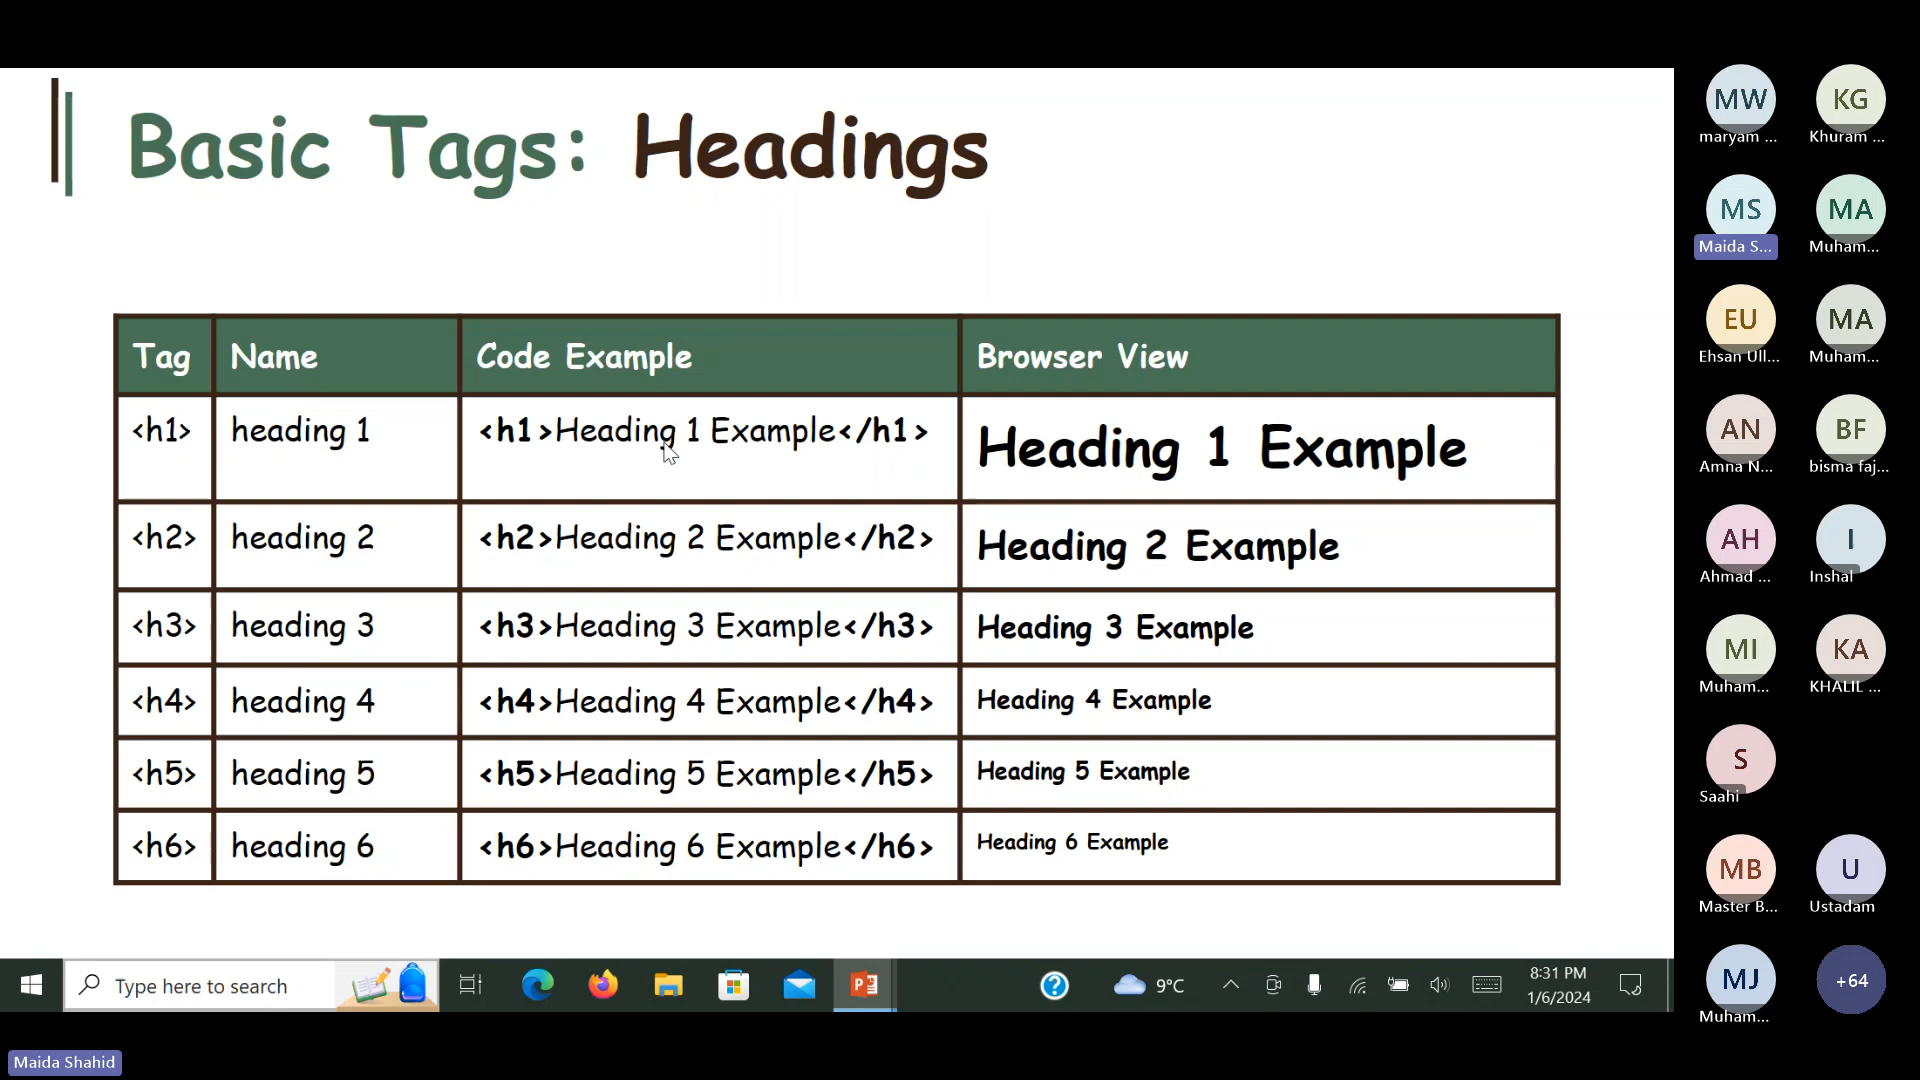 Basic Tags: Headings
Tag Name Code Example Browser View
<h1> heading 1 <h1>Heading 1 Example</h1> Heading 1 Example
<h2> heading 2 <h2>Heading 2 Example</h2> Heading 2 Example
<h3> heading 3 <h3>Heading 3 Example</h3> Heading 3 Example
<h4> heading 4 <h4>Heading 4 Example</h4> Heading 4 Example
<h5> heading 5 <h5>Heading 5 Example</h5> Heading 5 Example
<h6> heading 6 <h6>Heading 6 Example</h6> Heading 6 Example
Type here to search
9°C
8:31 PM
1/6/2024
Maida Shahid
MW KG
maryam ... Khuram ...
MS MA
Maida S... Muham...
EU MA
Ehsan Ull... Muham...
AN BF
Amna N... bisma faj...
AH I
Ahmad ... Inshal
MI KA
Muham... KHALIL ...
S
Saahi
MB U
Master B... Ustadam
MJ +64
Muham...